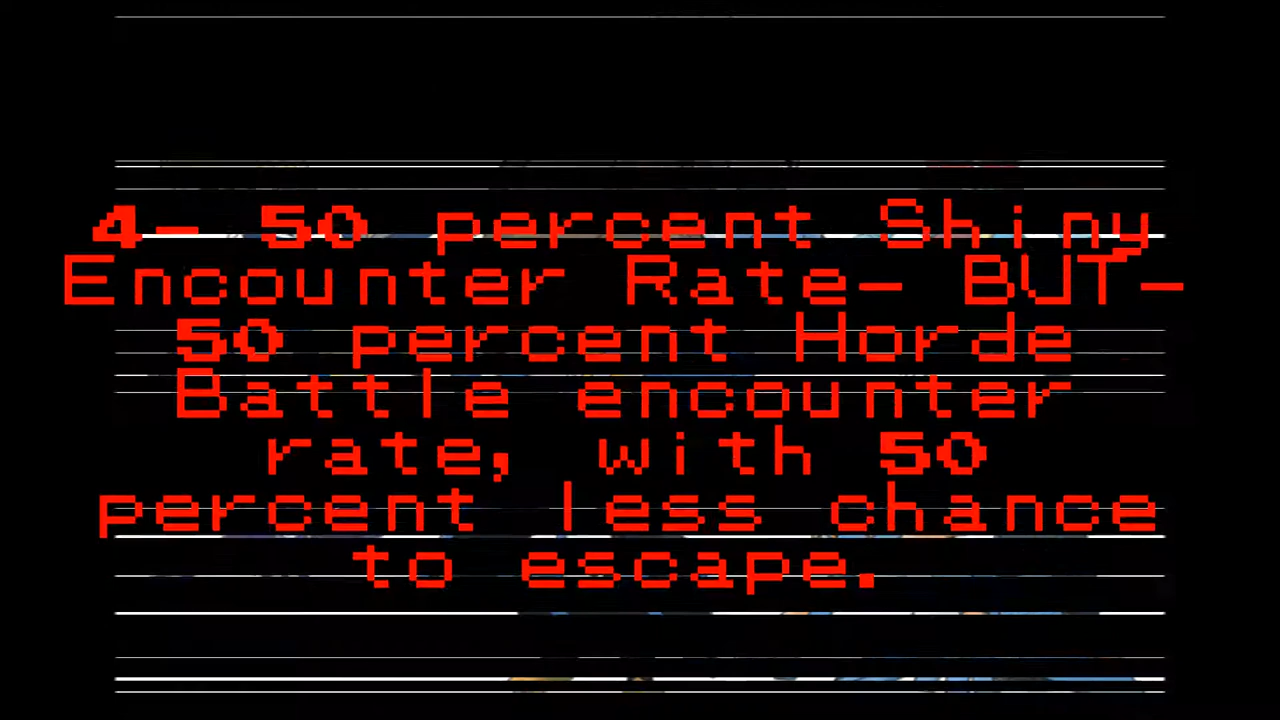 4- 50 percent Shiny
Encounter Rate- BUT-
50 percent Horde
Battle encounter
rate, with 50
percent less chance
to escape.